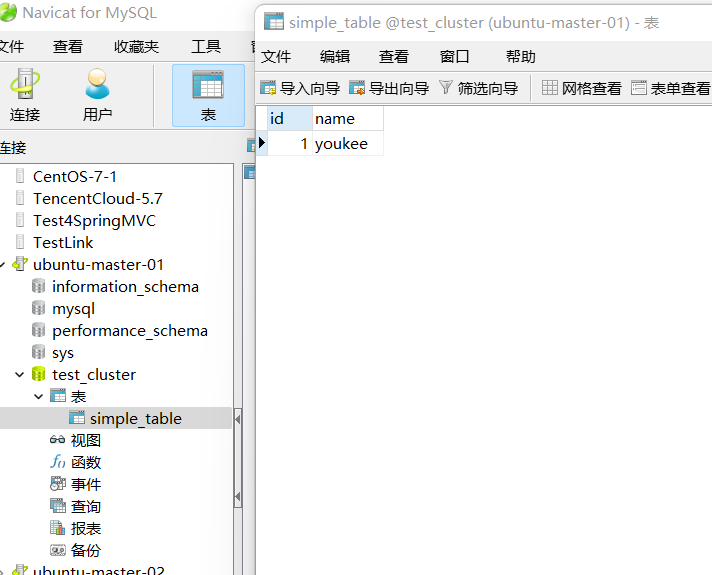 Navicat for MySQL
文件 查看 收藏夹 工具
连接 用户 表
连接
CentOS-7-1
TencentCloud-5.7
Test4SpringMVC
TestLink
ubuntu-master-01
information_schema
mysql
performance_schema
sys
test_cluster
表
simple_table
视图
函数
事件
查询
报表
备份
ubuntu-master-02
simple_table @test_cluster (ubuntu-master-01) - 表
文件 编辑 查看 窗口 帮助
导入向导 导出向导 筛选向导 网格查看 表单查看
id name
1 youkee